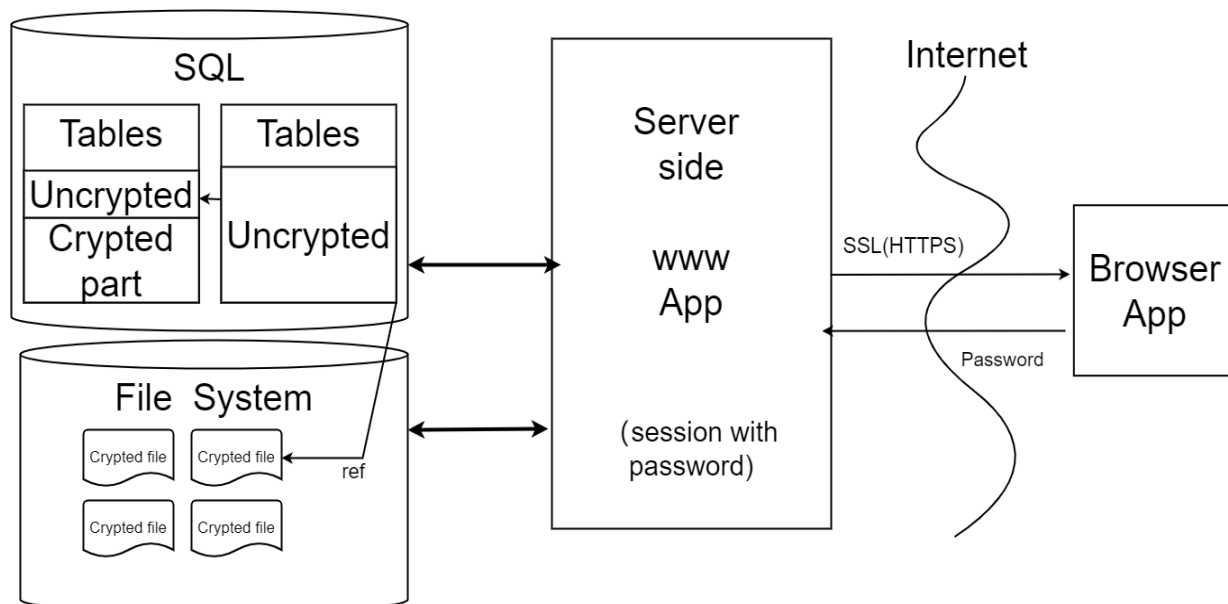 SQL
Tables
Uncrypted
Crypted
part
Tables
Uncrypted
File System
Crypted file
Crypted file
ref
Crypted file
Crypted file
Server
side
www
App
(session with
password)
Internet
SSL(HTTPS)
Password
Browser
App